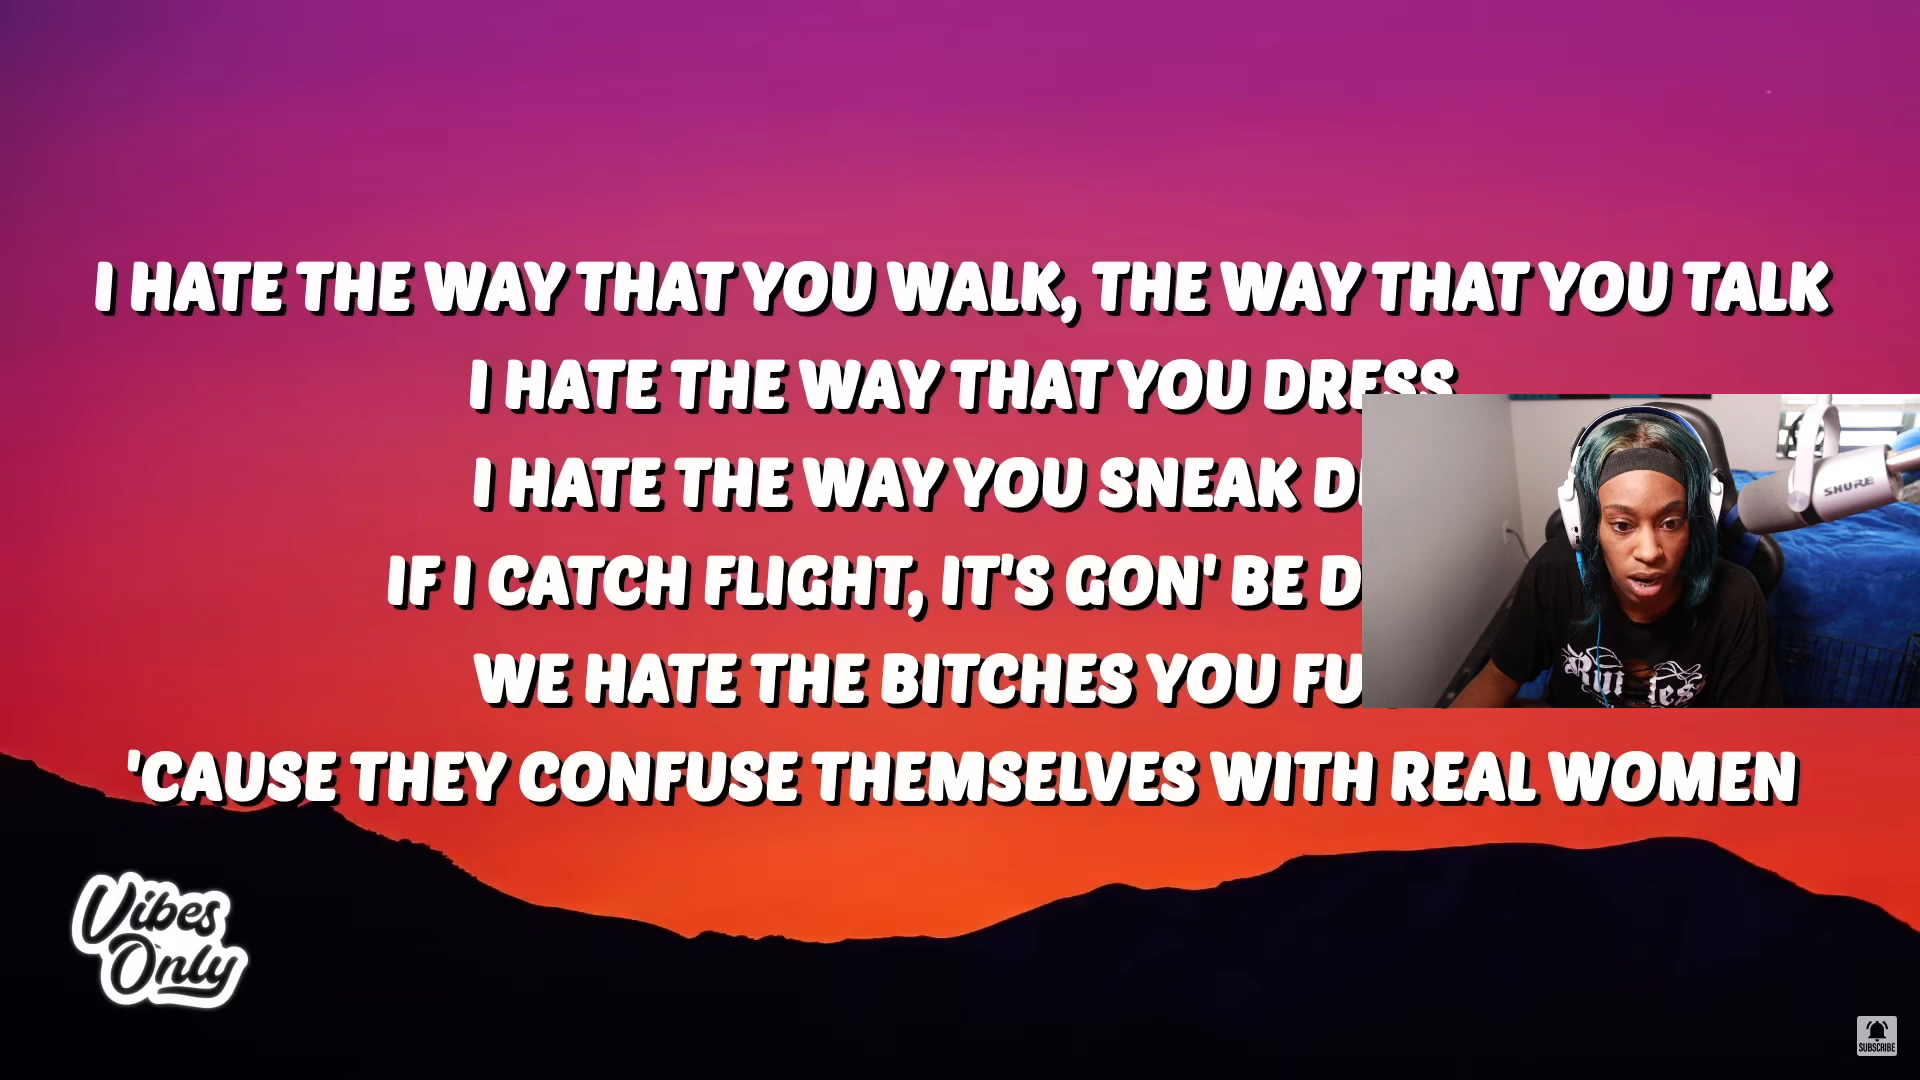 I HATE THE WAY THAT YOU WALK, THE WAY THAT YOU TALK
I HATE THE WAY THAT YOU DRESS
I HATE THE WAY YOU SNEAK
IF I CATCH FLIGHT, IT'S GON' BE
WE HATE THE BITCHES YOU
'CAUSE THEY CONFUSE THEMSELVES WITH REAL WOMEN
SHURE
Vibes
Only
SUBSCRIBE